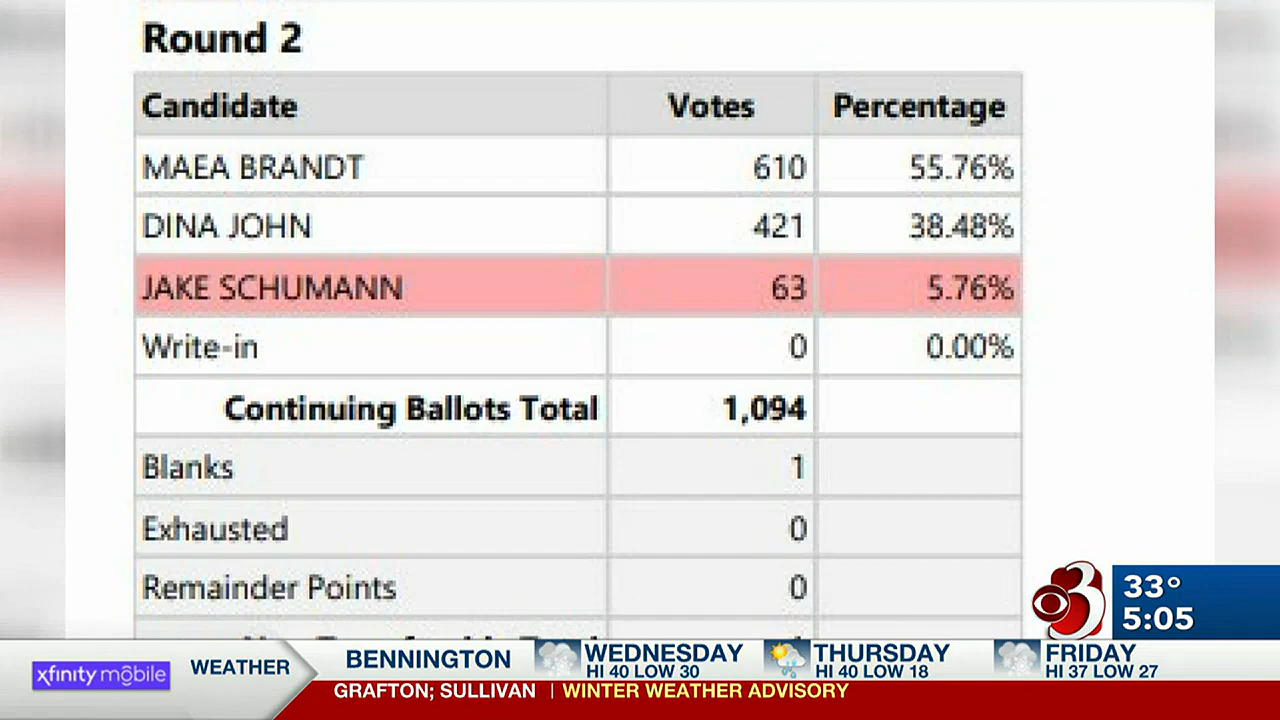 Round 2
Candidate Votes Percentage
MAEA BRANDT 610 55.76%
DINA JOHN 421 38.48%
JAKE SCHUMANN 63 5.76%
Write-in 0 0.00%
Continuing Ballots Total 1,094
Blanks 1
Exhausted 0
Remainder Points 0
3
33°
5:05
xfinity mobile
WEATHER
BENNINGTON
WEDNESDAY
HI 40 LOW 30
THURSDAY
HI 40 LOW 18
FRIDAY
HI 37 LOW 27
GRAFTON; SULLIVAN | WINTER WEATHER ADVISORY